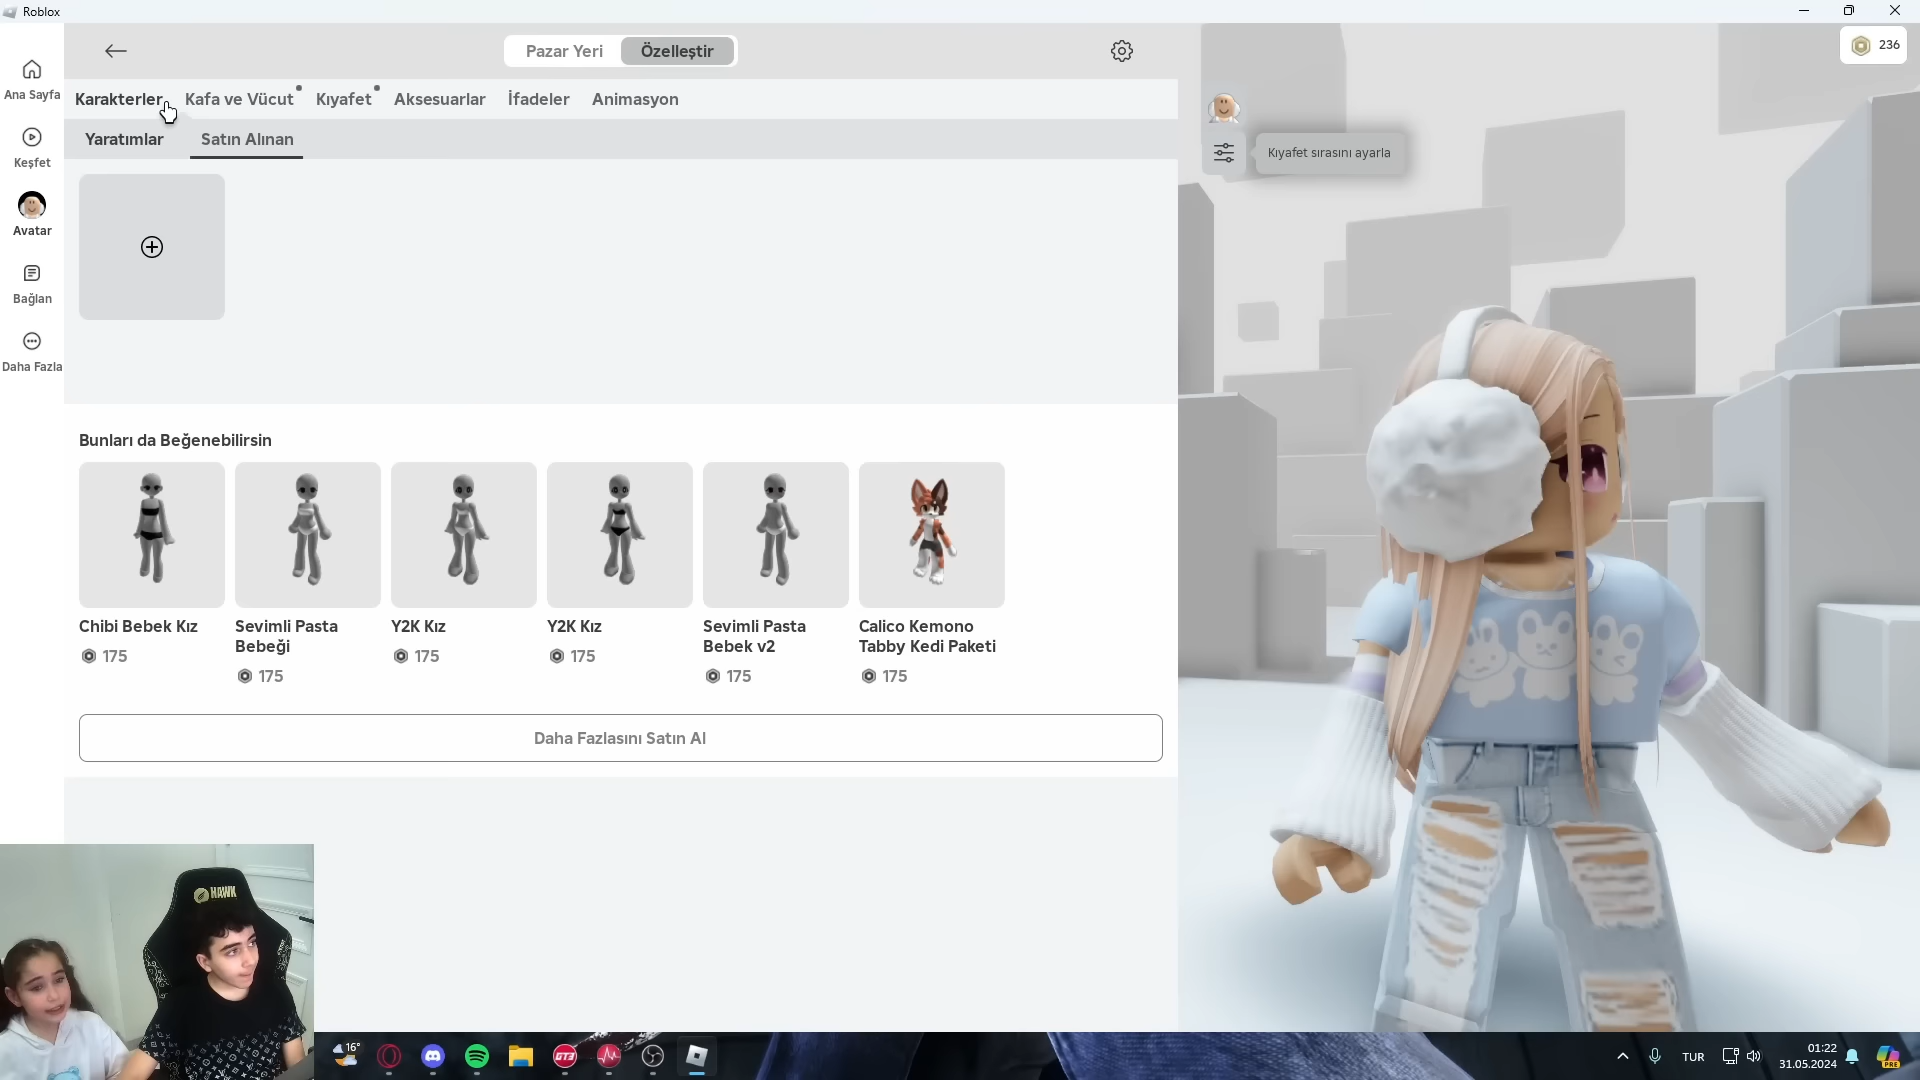 Roblox
Pazar Yeri
Özelleştir
236
Ana Sayfa
Karakterler
Kafa ve Vücut
Kıyafet
Aksesuarlar
İfadeler
Animasyon
Yaratımlar
Satın Alınan
Kıyafet sırasını ayarla
Keşfet
Avatar
Bağlan
Daha Fazla
Bunları da Beğenebilirsin
Chibi Bebek Kız
175
Sevimli Pasta
Bebeği
175
Y2K Kız
175
Y2K Kız
175
Sevimli Pasta
Bebek v2
175
Calico Kemono
Tabby Kedi Paketi
175
Daha Fazlasını Satın Al
HAWK
16°
GTB
TUR
01:22
31.05.2024
PRE